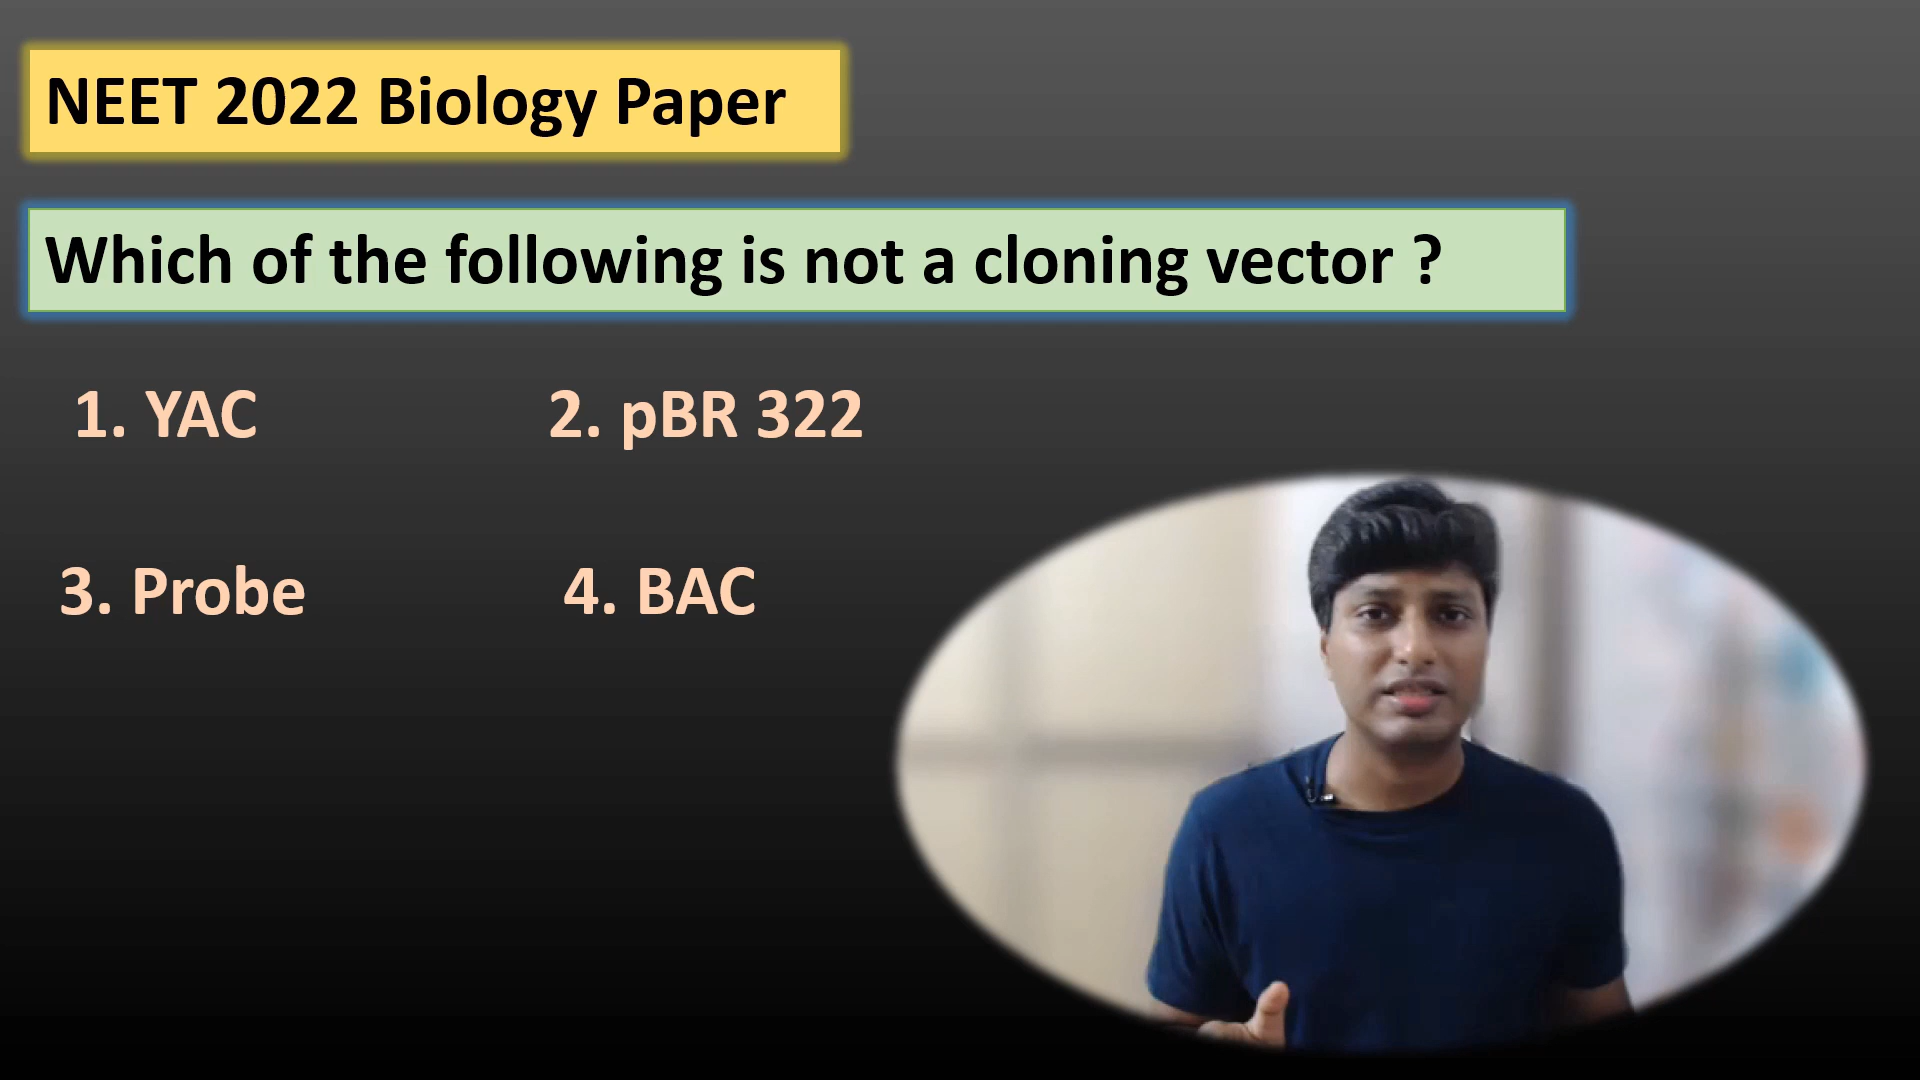 NEET 2022 Biology Paper
Which of the following is not a cloning vector ?
1. YAC
2. pBR 322
3. Probe
4. BAC